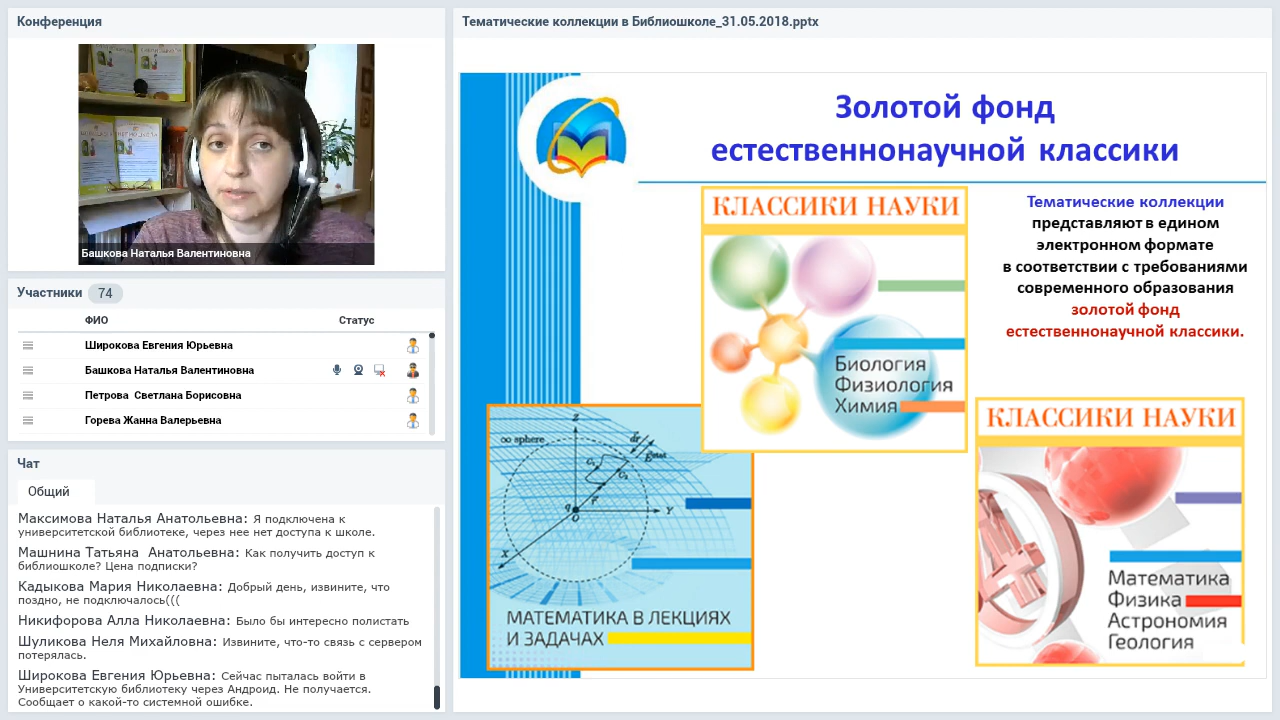 Конференция
Башкова Наталья Валентиновна
Участники 74
ФИО Статус
Широкова Евгения Юрьевна
Башкова Наталья Валентиновна
Петрова Светлана Борисовна
Горева Жанна Валерьевна
Чат
Общий
Максимова Наталья Анатольевна: Я подключена к
университетской библиотеке, через нее нет доступа к школе.
Машнина Татьяна Анатольевна: Как получить доступ к
библиошколе? Цена подписки?
Кадыкова Мария Николаевна: Добрый день, извините, что
поздно, не подключалось(((
Никифорова Алла Николаевна: Было бы интересно полистать
Шуликова Неля Михайловна: Извините, что-то связь с сервером
потерялась.
Широкова Евгения Юрьевна: Сейчас пыталась войти в
Университетскую библиотеку через Андроид. Не получается.
Сообщает о какой-то системной ошибке.
Тематические коллекции в Библиошколе_31.05.2018.pptx
Золотой фонд
естественнонаучной классики
КЛАССИКИ НАУКИ
Биология
Физиология
Химия
Тематические коллекции
представляют в едином
электронном формате
в соответствии с требованиями
современного образования
золотой фонд
естественнонаучной классики.
∞ sphere
Z
dr
C₁
C₂
r
q
O
Y
X
МАТЕМАТИКА В ЛЕКЦИЯХ
И ЗАДАЧАХ
КЛАССИКИ НАУКИ
Математика
Физика
Астрономия
Геология